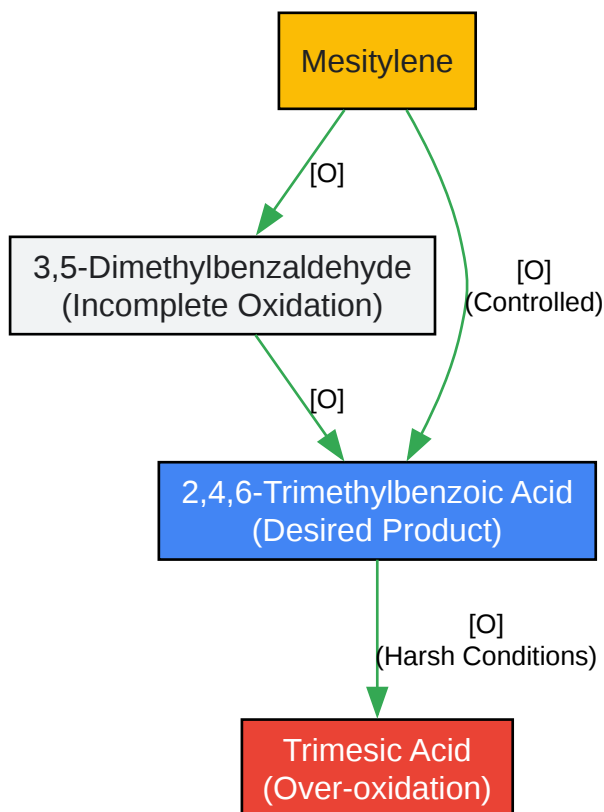 Mesitylene
[O]
3,5-Dimethylbenzaldehyde
(Incomplete Oxidation)
[O]
(Controlled)
[O]
2,4,6-Trimethylbenzoic Acid
(Desired Product)
[O]
(Harsh Conditions)
Trimesic Acid
(Over-oxidation)